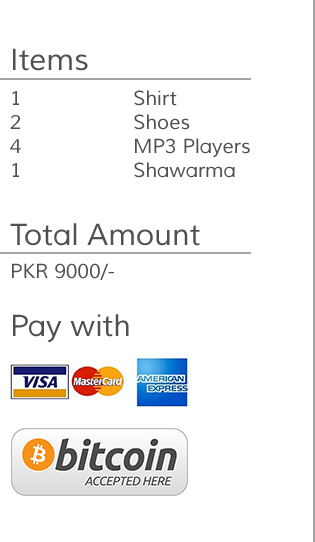 Items
1 Shirt
2 Shoes
4 MP3 Players
1 Shawarma
Total Amount
PKR 9000/-
Pay with
VISA MasterCard AMERICAN EXPRESS
bitcoin
ACCEPTED HERE